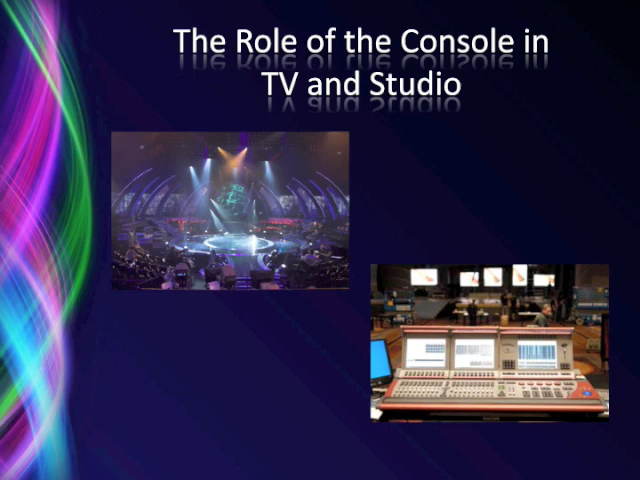 The Role of the Console in
TV and Studio